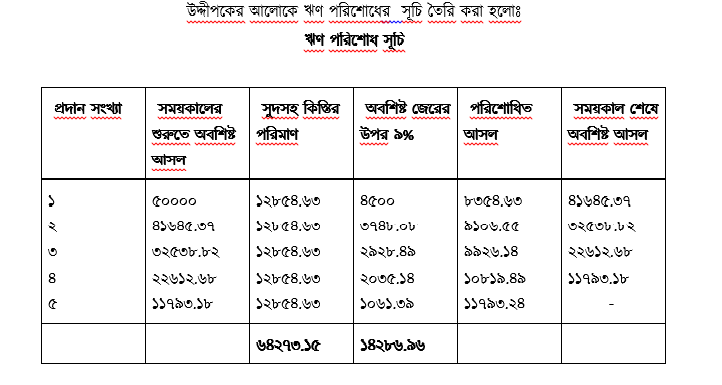 উদ্দীপকের আলোকে ঋণ পরিশোধের সূচি তৈরি করা হলোঃ
ঋণ পরিশোধ সূচি
প্রদান সংখ্যা সময়কালের সুদসহ কিস্তির অবশিষ্ট জেরের পরিশোধিত সময়কাল শেষে
শুরুতে অবশিষ্ট পরিমাণ উপর ৯% আসল অবশিষ্ট আসল
আসল
১ ৫০০০০ ১২৮৫৪.৬৩ ৪৫০০ ৮৩৫৪.৬৩ ৪১৬৪৫.৩৭
২ ৪১৬৪৫.৩৭ ১২৮৫৪.৬৩ ৩৭৪৮.০৮ ৯১০৬.৫৫ ৩২৫৩৮.৮২
৩ ৩২৫৩৮.৮২ ১২৮৫৪.৬৩ ২৯২৮.৪৯ ৯৯২৬.১৪ ২২৬১২.৬৮
৪ ২২৬১২.৬৮ ১২৮৫৪.৬৩ ২০৩৫.১৪ ১০৮১৯.৪৯ ১১৭৯৩.১৮
৫ ১১৭৯৩.১৮ ১২৮৫৪.৬৩ ১০৬১.৩৯ ১১৭৯৩.২৪ -
৬৪২৭৩.১৫ ১৪২৮৬.৯৬